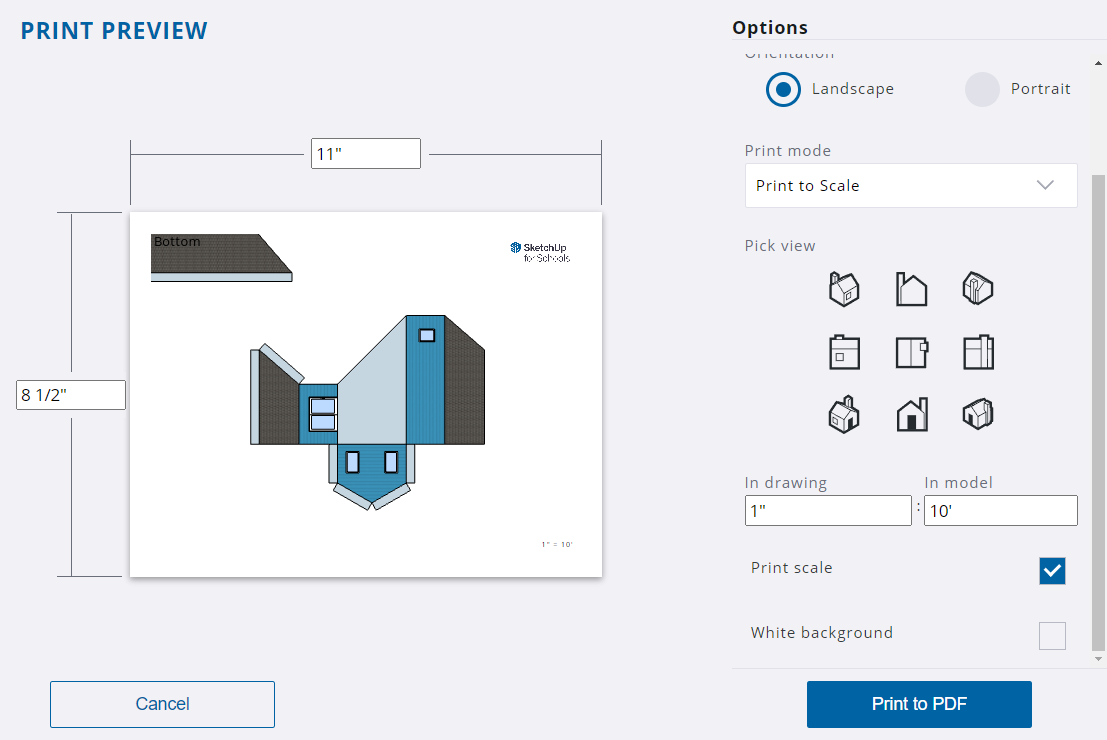 PRINT PREVIEW
Options
Orientation
Landscape
Portrait
11"
Print mode
Print to Scale
Bottom
SketchUp
for Schools
Pick view
8 1/2"
In drawing
In model
1"
:
10'
1" = 10'
Print scale
White background
Cancel
Print to PDF